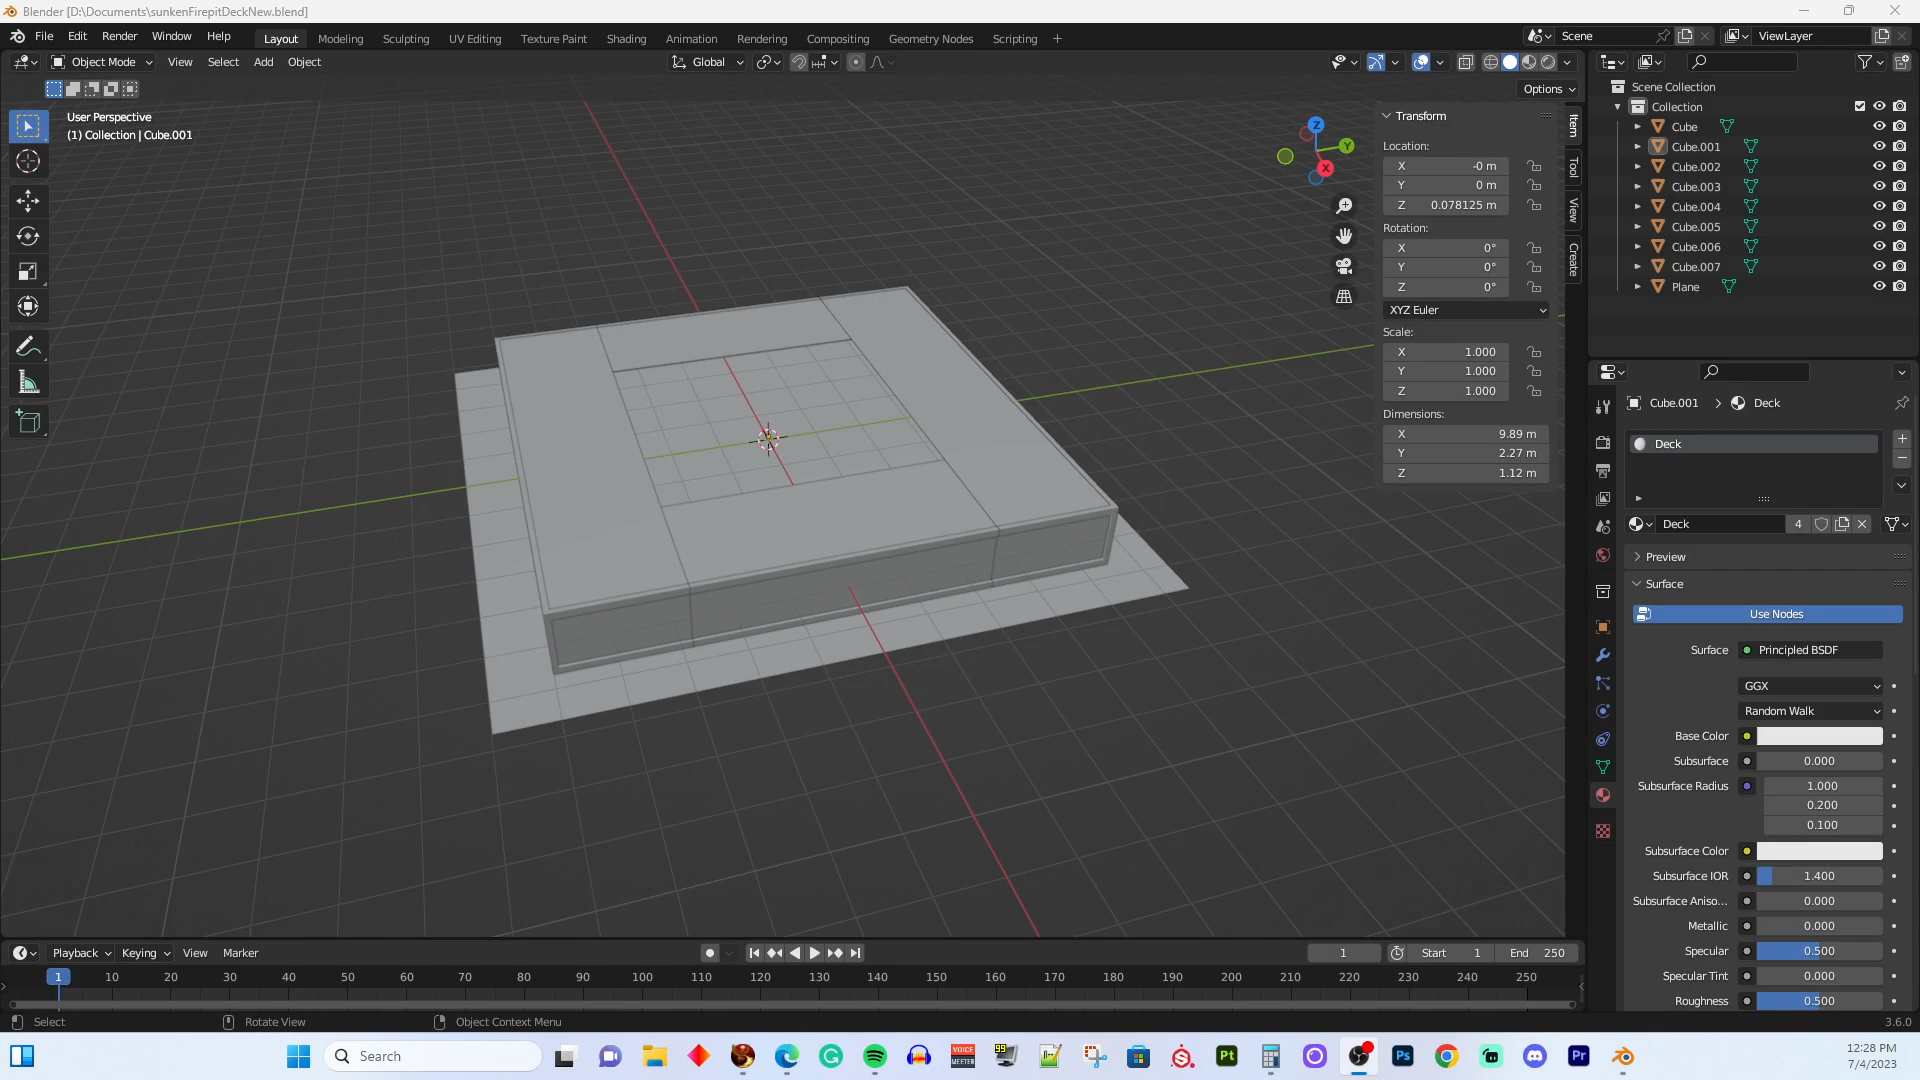 Blender [D:\Documents\sunkenFirepitDeckNew.blend]
File Edit Render Window Help Layout Modeling Sculpting UV Editing Texture Paint Shading Animation Rendering Compositing Geometry Nodes Scripting + Scene ViewLayer
Object Mode View Select Add Object Global
Options
User Perspective
(1) Collection | Cube.001
Z
Y
X
Transform
Location:
X -0 m
Y 0 m
Z 0.078125 m
Rotation:
X 0°
Y 0°
Z 0°
XYZ Euler
Scale:
X 1.000
Y 1.000
Z 1.000
Dimensions:
X 9.89 m
Y 2.27 m
Z 1.12 m
Item
Tool
View
Create
Scene Collection
Collection
Cube
Cube.001
Cube.002
Cube.003
Cube.004
Cube.005
Cube.006
Cube.007
Plane
Cube.001 > Deck
Deck
Deck 4
Preview
Surface
Use Nodes
Surface Principled BSDF
GGX
Random Walk
Base Color
Subsurface 0.000
Subsurface Radius 1.000
0.200
0.100
Subsurface Color
Subsurface IOR 1.400
Subsurface Aniso... 0.000
Metallic 0.000
Specular 0.500
Specular Tint 0.000
Roughness 0.500
Playback Keying View Marker 1 Start 1 End 250
1 10 20 30 40 50 60 70 80 90 100 110 120 130 140 150 160 170 180 190 200 210 220 230 240 250
Select Rotate View Object Context Menu 3.6.0
Search
VOICE
MEETER
99
Pt
Ps
Pr
12:28 PM
7/4/2023